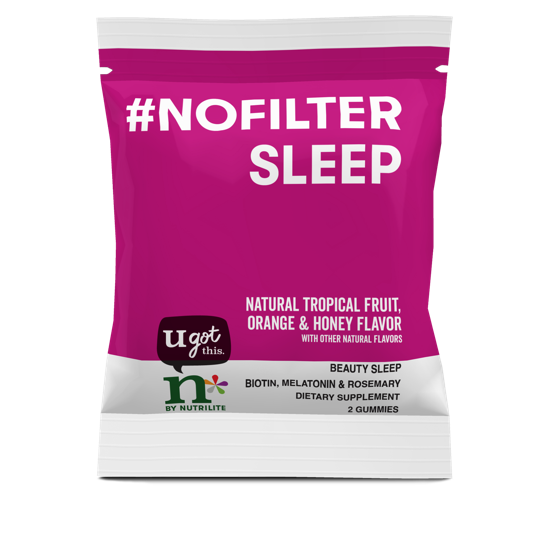 #NOFILTER
SLEEP
NATURAL TROPICAL FRUIT,
ORANGE & HONEY FLAVOR
WITH OTHER NATURAL FLAVORS
u got
this.
n
BY NUTRILITE
BEAUTY SLEEP
BIOTIN, MELATONIN & ROSEMARY
DIETARY SUPPLEMENT
2 GUMMIES